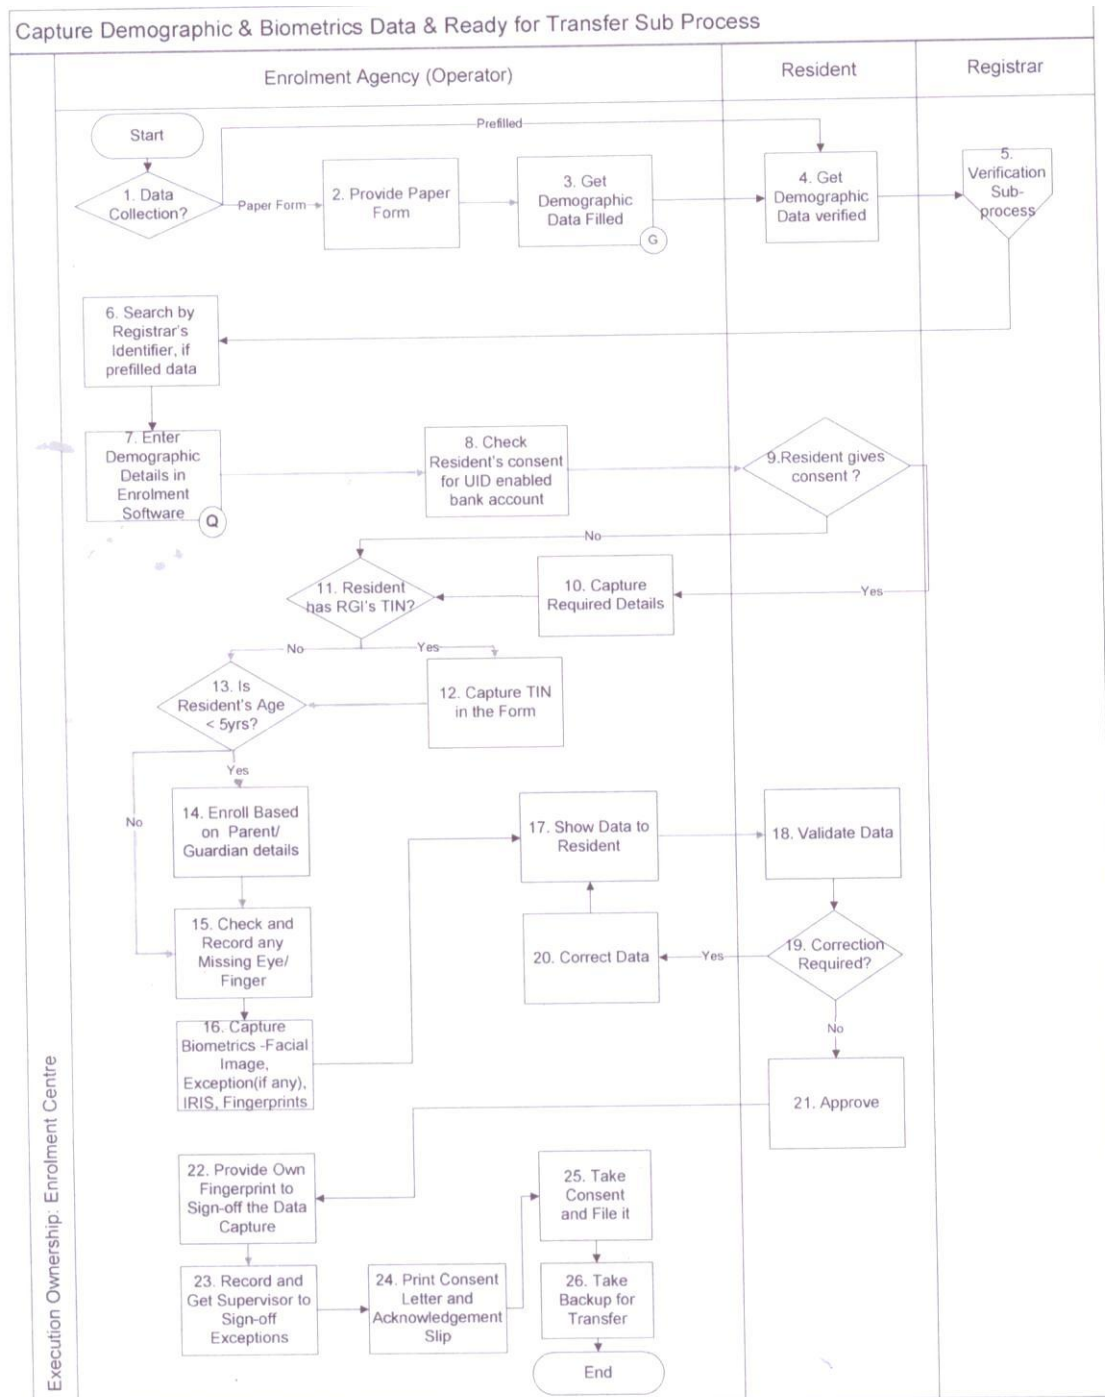 Capture Demographic & Biometrics Data & Ready for Transfer Sub Process
Enrolment Agency (Operator)
Resident
Registrar
Start
Prefilled
1. Data
Collection?
Paper Form
2. Provide Paper
Form
3. Get
Demographic
Data Filled
G
4. Get
Demographic
Data verified
5.
Verification
Sub-
process
6. Search by
Registrar's
Identifier, if
prefilled data
7. Enter
Demographic
Details in
Enrolment
Software
Q
8. Check
Resident's consent
for UID enabled
bank account
9.Resident gives
consent ?
No
Yes
10. Capture
Required Details
11. Resident
has RGI's TIN?
No
Yes
12. Capture TIN
in the Form
13. Is
Resident's Age
< 5yrs?
Yes
No
14. Enroll Based
on Parent/
Guardian details
15. Check and
Record any
Missing Eye/
Finger
16. Capture
Biometrics -Facial
Image,
Exception(if any),
IRIS, Fingerprints
17. Show Data to
Resident
18. Validate Data
19. Correction
Required?
Yes
20. Correct Data
No
21. Approve
22. Provide Own
Fingerprint to
Sign-off the Data
Capture
23. Record and
Get Supervisor to
Sign-off
Exceptions
24. Print Consent
Letter and
Acknowledgement
Slip
25. Take
Consent
and File it
26. Take
Backup for
Transfer
End
Execution Ownership: Enrolment Centre